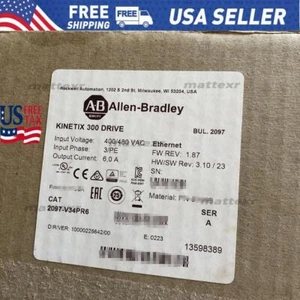 FREE SHIPPING
USA SELLER
US FREE TAX
Rockwell Automation, 1202 & 2nd St, Milwaukee, WI 53204, USA
mattexr
AB Allen-Bradley
KINETIX 300 DRIVE
BUL. 2097
Input Voltage: 400/480 VAC Ethernet
Input Phase: 3/PE FW REV: 1.87
Output Current: 6,0 A HW/SW Rev: 3.10 / 23
SN:
Material:
CAT
2097-V34PR6
SER
A
DRIVER: 10000225642/00
E: 0223
13598389
mattexr